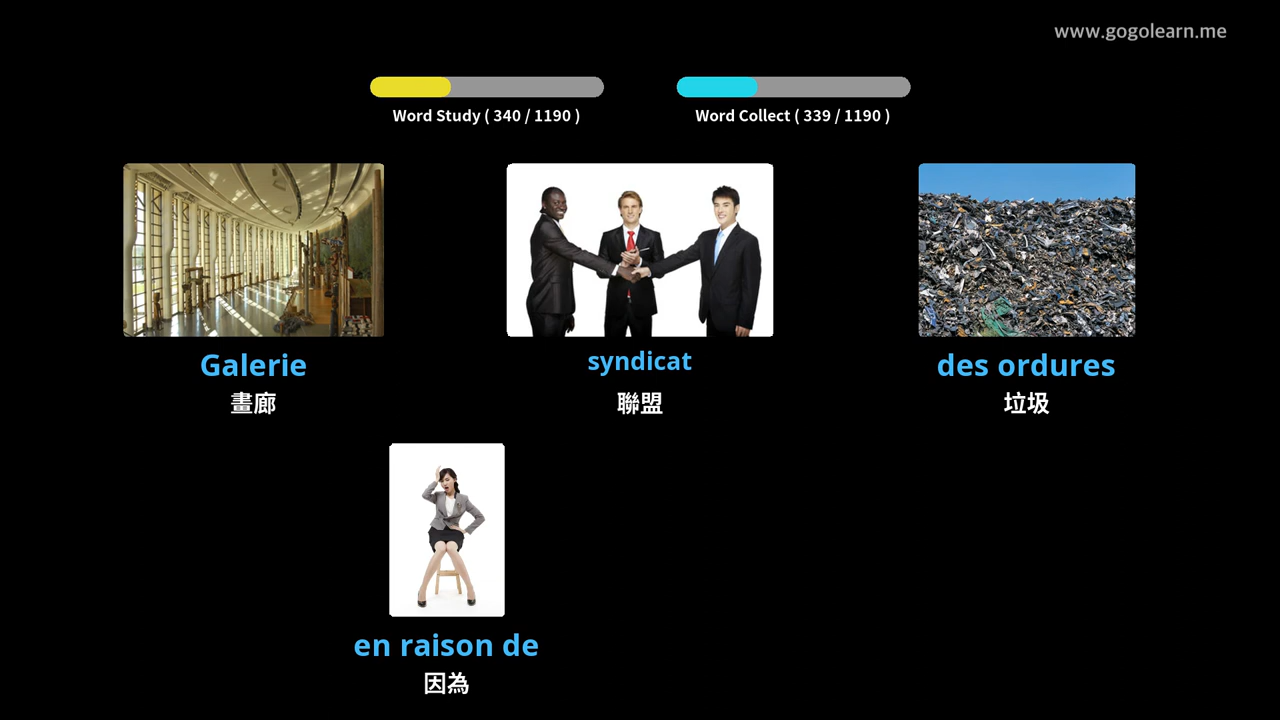 www.gogolearn.me
Word Study ( 340 / 1190 )
Word Collect ( 339 / 1190 )
Galerie
畫廊
syndicat
聯盟
des ordures
垃圾
en raison de
因為